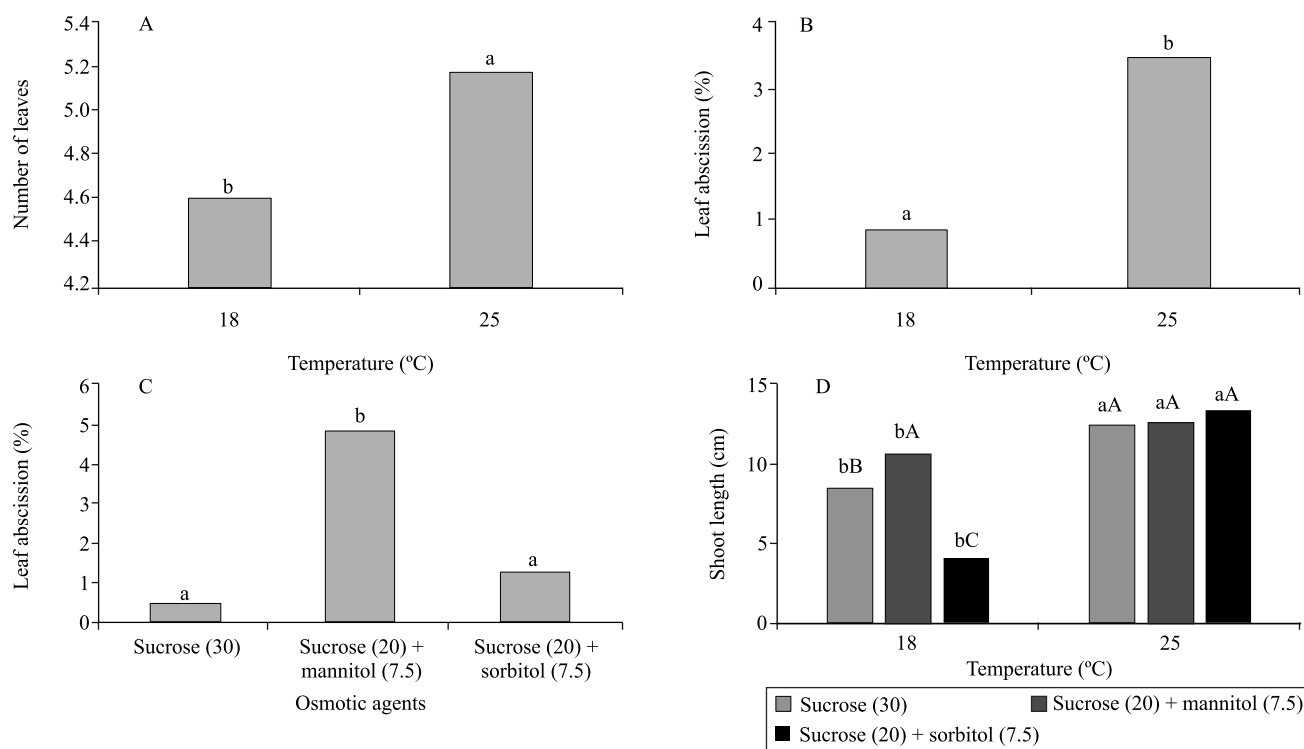 A
Number of leaves
5.4
5.2
5.0
4.8
4.6
4.4
4.2
b
a
18
25
Temperature (ºC)
B
Leaf abscission (%)
4
3
2
1
0
a
b
18
25
Temperature (ºC)
C
Leaf abscission (%)
6
5
4
3
2
1
0
a
b
a
Sucrose (30)
Sucrose (20) +
mannitol (7.5)
Sucrose (20) +
sorbitol (7.5)
Osmotic agents
D
Shoot length (cm)
15
10
5
0
bB
bA
bC
aA
aA
aA
18
25
Temperature (ºC)
Sucrose (30)
Sucrose (20) + mannitol (7.5)
Sucrose (20) + sorbitol (7.5)